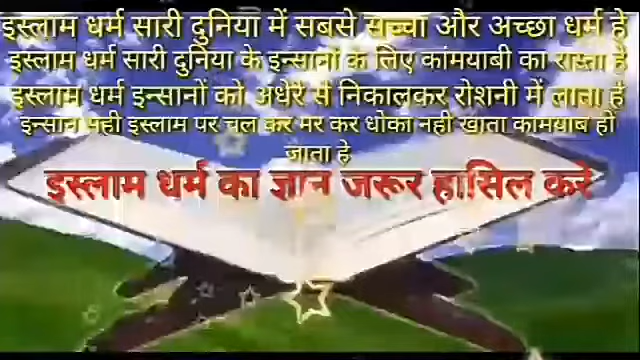 इस्लाम धर्म सारी दुनिया में सबसे सच्चा और अच्छा धर्म हे
इस्लाम धर्म सारी दुनिया के इन्सानों के लिए कांमयाबी का रास्ता हे
इस्लाम धर्म इन्सानों को अधेरे से निकालकर रोशनी में लाता हे
इन्सान सही इस्लाम पर चल कर मर कर धोका नही खाता कामयाब हो
जाता हे
इस्लाम धर्म का ज्ञान जरूर हासिल करे